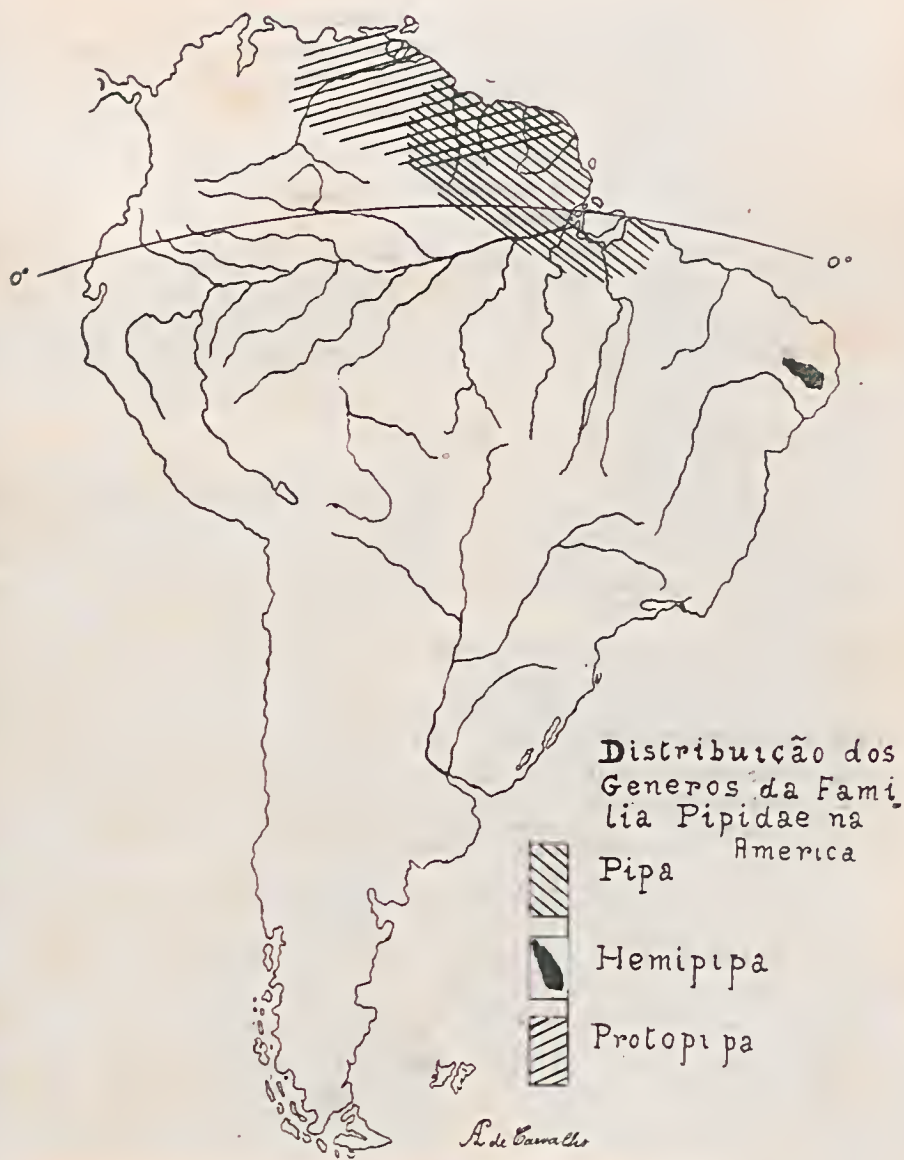 0°
0°
Distribuição dos
Generos da Fami-
lia Pipidae na
America
Pipa
Hemipipa
Protopipa
A. de Carvalho